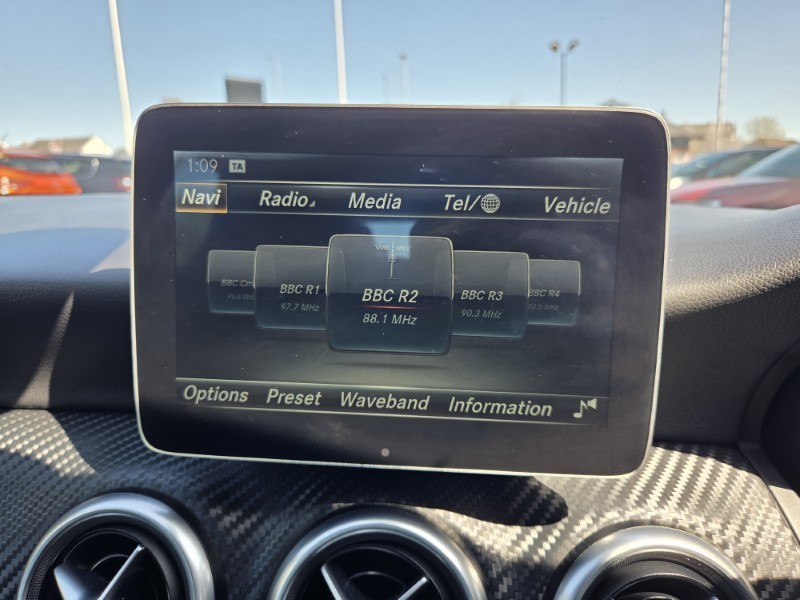 1:09 TA
Navi Radio Media Tel/ Vehicle
BBC R1 BBC R2 BBC R3 BBC R4
97.7 MHz 88.1 MHz 90.3 MHz
Options Preset Waveband Information